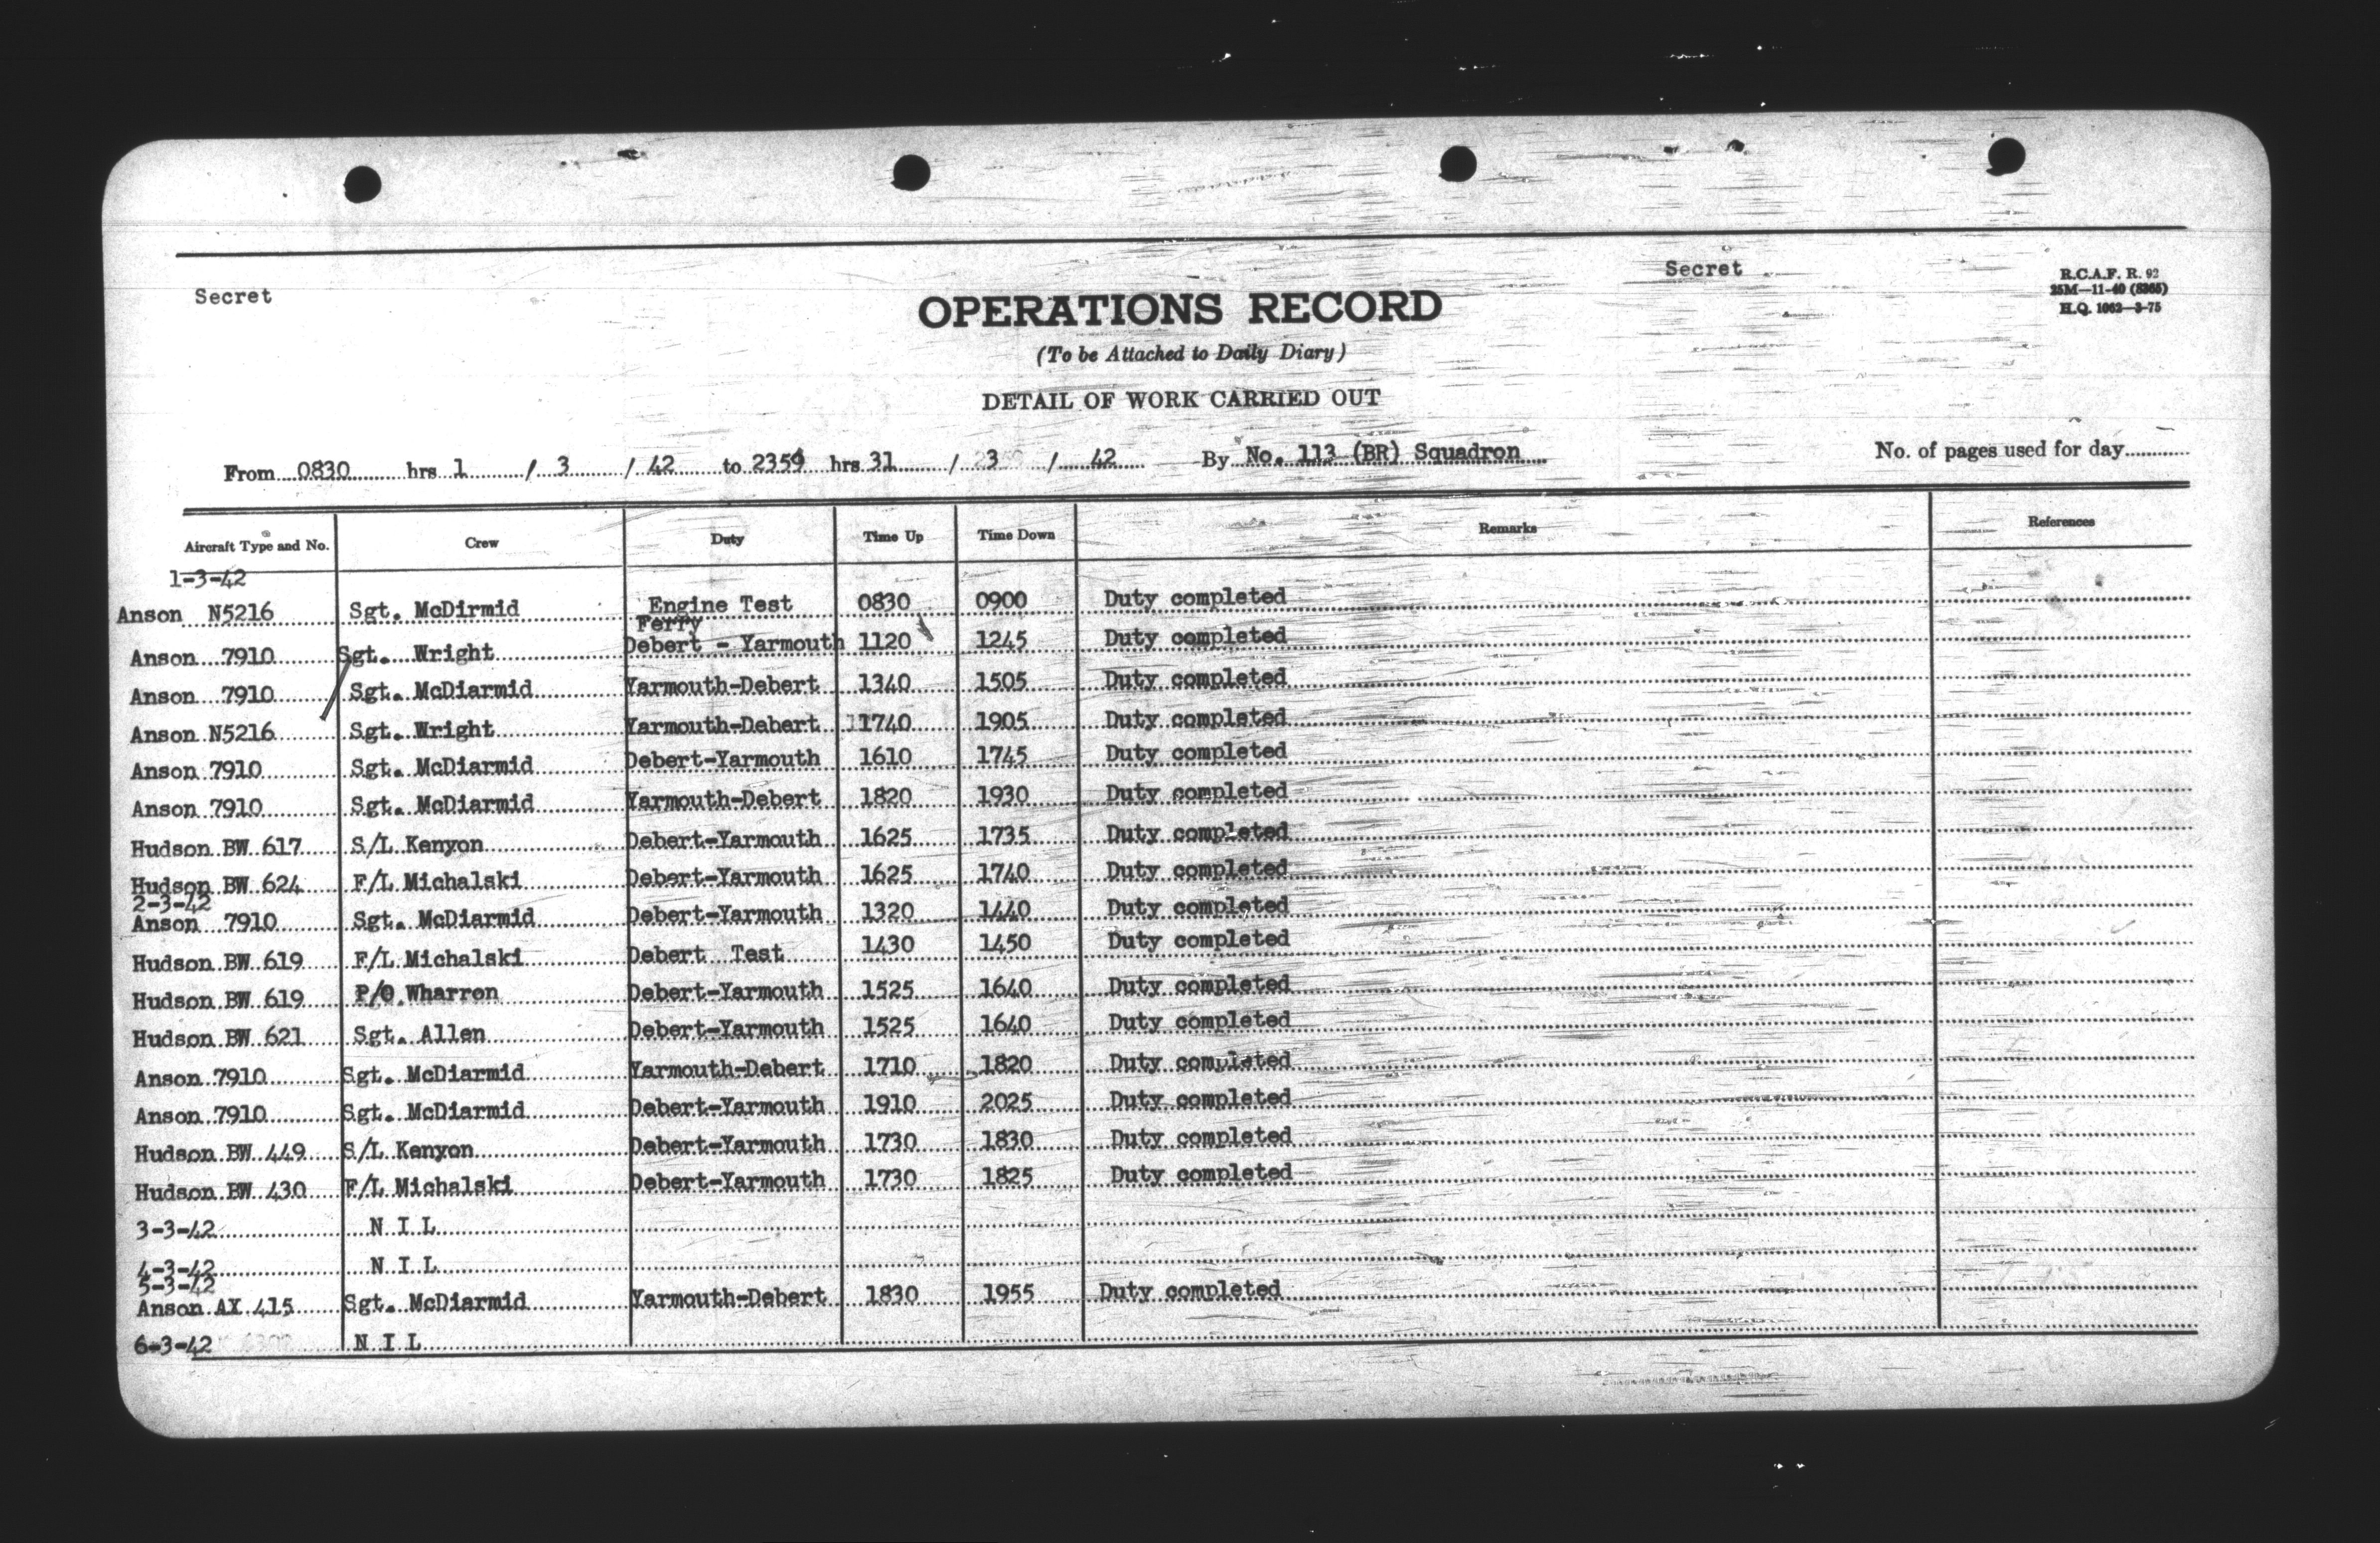 Secret
Secret
R.C.A.F. R. 92
25M—11-40 (8365)
H.Q. 1062—3-75
OPERATIONS RECORD
(To be Attached to Daily Diary)
DETAIL OF WORK CARRIED OUT
From 0830 hrs 1 / 3 / 42 to 2359 hrs 31 / 3 / 42 By No. 113 (BR) Squadron No. of pages used for day
Aircraft Type and No. Crew Duty Time Up Time Down Remarks References
1-3-42
Anson N5216 Sgt. McDirmid Engine Test 0830 0900 Duty completed
Ferry
Anson 7910 Sgt. Wright Debert - Yarmouth 1120 1245 Duty completed
Anson 7910 Sgt. McDiarmid Yarmouth-Debert 1340 1505 Duty completed
Anson N5216 Sgt. Wright Yarmouth-Debert 1740 1905 Duty completed
Anson 7910 Sgt. McDiarmid Debert-Yarmouth 1610 1745 Duty completed
Anson 7910 Sgt. McDiarmid Yarmouth-Debert 1820 1930 Duty completed
Hudson BW 617 S/L Kenyon Debert-Yarmouth 1625 1735 Duty completed
Hudson BW 624 F/L Michalski Debert-Yarmouth 1625 1740 Duty completed
2-3-42
Anson 7910 Sgt. McDiarmid Debert-Yarmouth 1320 1440 Duty completed
Hudson BW 619 F/L Michalski Debert Test 1430 1450 Duty completed
Hudson BW 619 P/O Wharron Debert-Yarmouth 1525 1640 Duty completed
Hudson BW 621 Sgt. Allen Debert-Yarmouth 1525 1640 Duty completed
Anson 7910 Sgt. McDiarmid Yarmouth-Debert 1710 1820 Duty completed
Anson 7910 Sgt. McDiarmid Debert-Yarmouth 1910 2025 Duty completed
Hudson BW 449 S/L Kenyon Debert-Yarmouth 1730 1830 Duty completed
Hudson BW 430 F/L Michalski Debert-Yarmouth 1730 1825 Duty completed
3-3-42 N I L
4-3-42 N I L
5-3-42
Anson AX 415 Sgt. McDiarmid Yarmouth-Debert 1830 1955 Duty completed
6-3-42 N I L